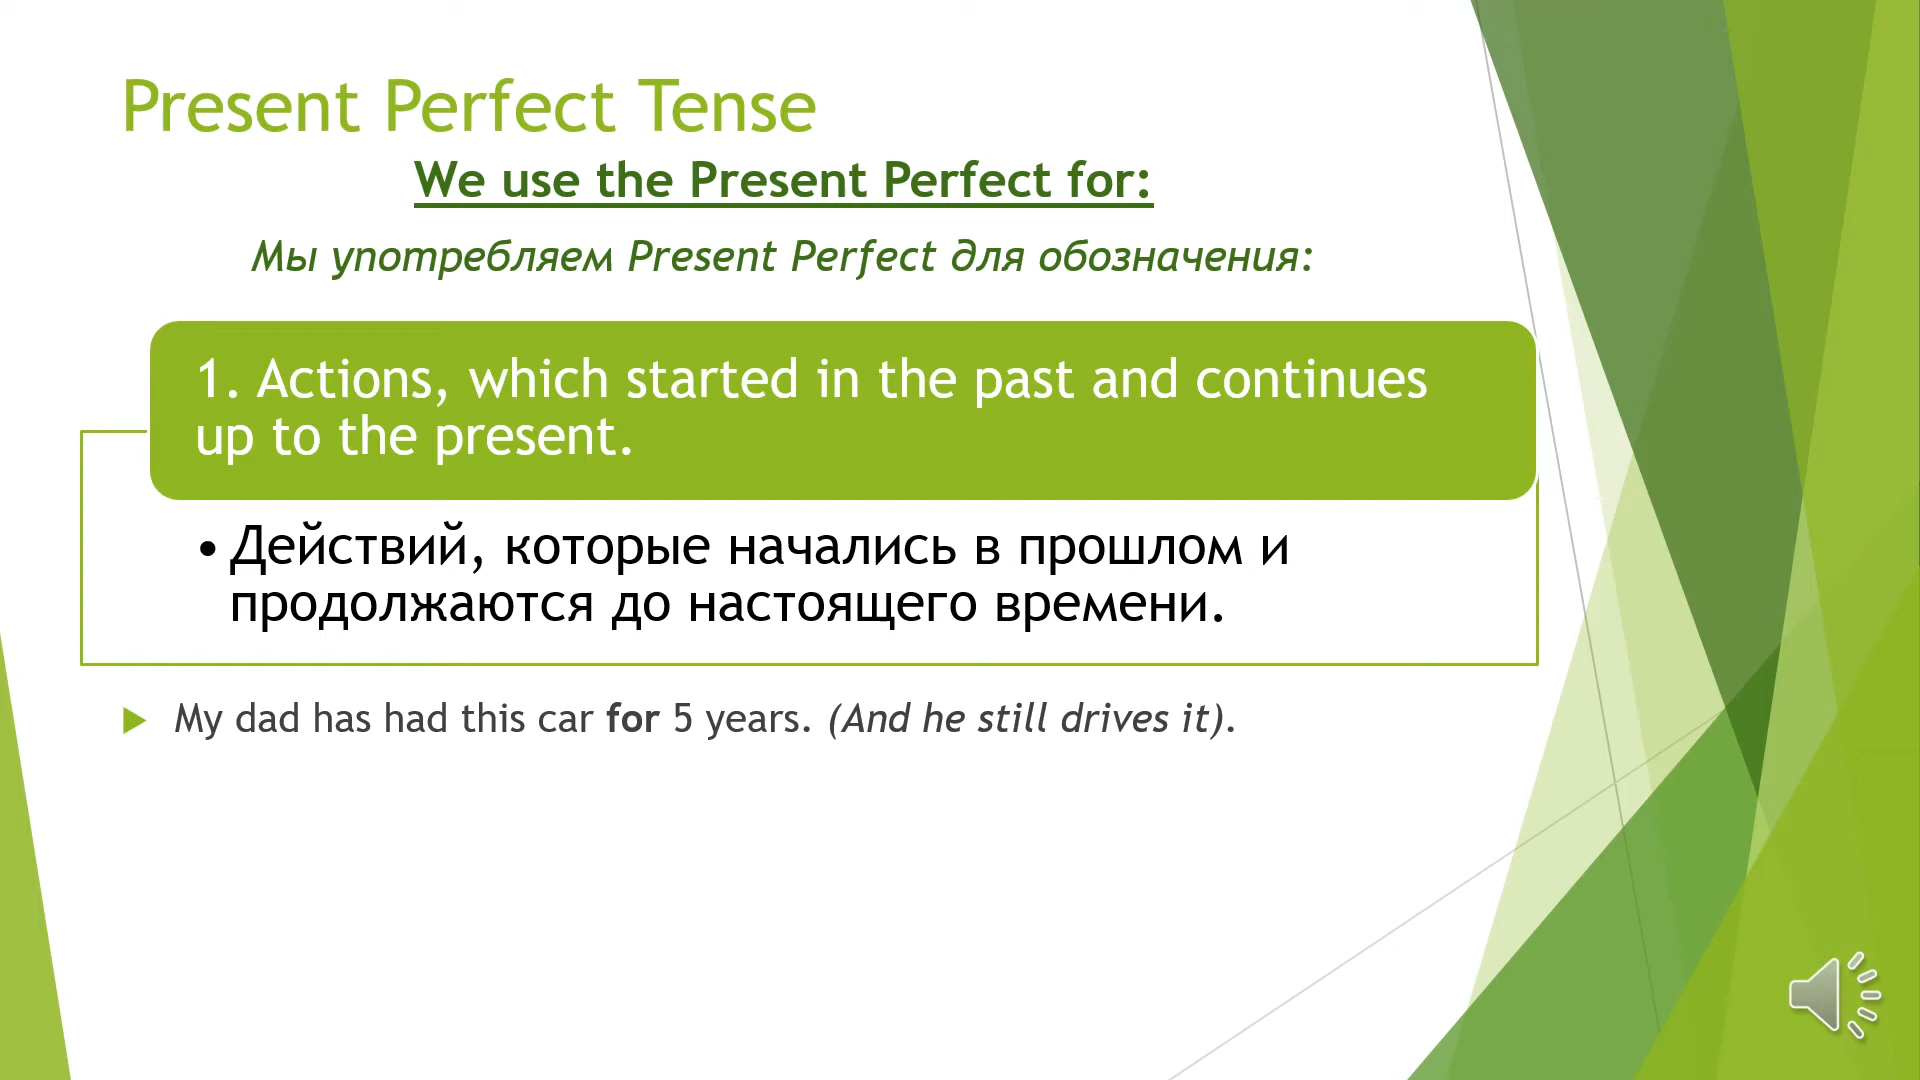 Present Perfect Tense
We use the Present Perfect for:
Мы употребляем Present Perfect для обозначения:
1. Actions, which started in the past and continues
up to the present.
• Действий, которые начались в прошлом и
продолжаются до настоящего времени.
My dad has had this car for 5 years. (And he still drives it).